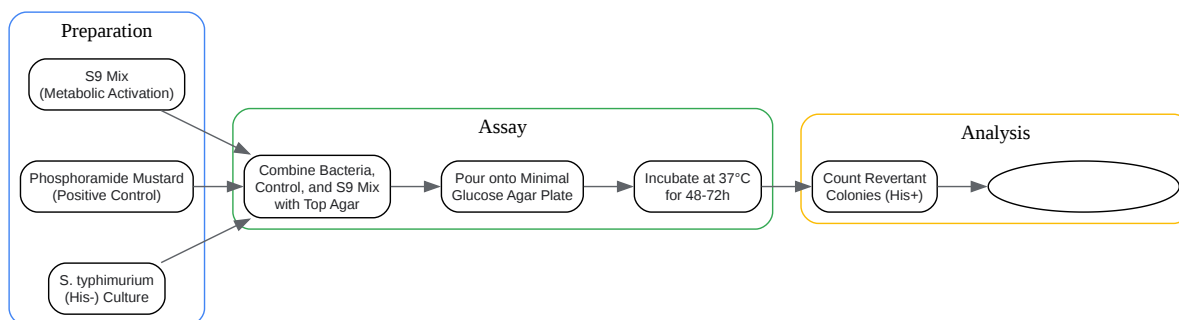 Preparation
S9 Mix
(Metabolic Activation)
Phosphoramide Mustard
(Positive Control)
S. typhimurium
(His-) Culture
Assay
Combine Bacteria,
Control, and S9 Mix
with Top Agar
Pour onto Minimal
Glucose Agar Plate
Incubate at 37°C
for 48-72h
Analysis
Count Revertant
Colonies (His+)